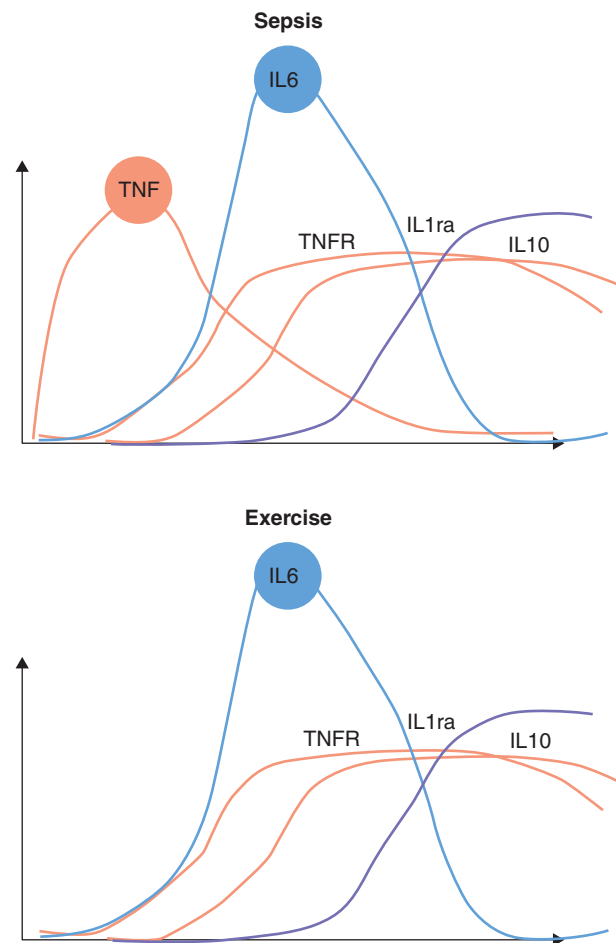 Sepsis
IL6
TNF
IL1ra
TNFR
IL10
Exercise
IL6
IL1ra
TNFR
IL10